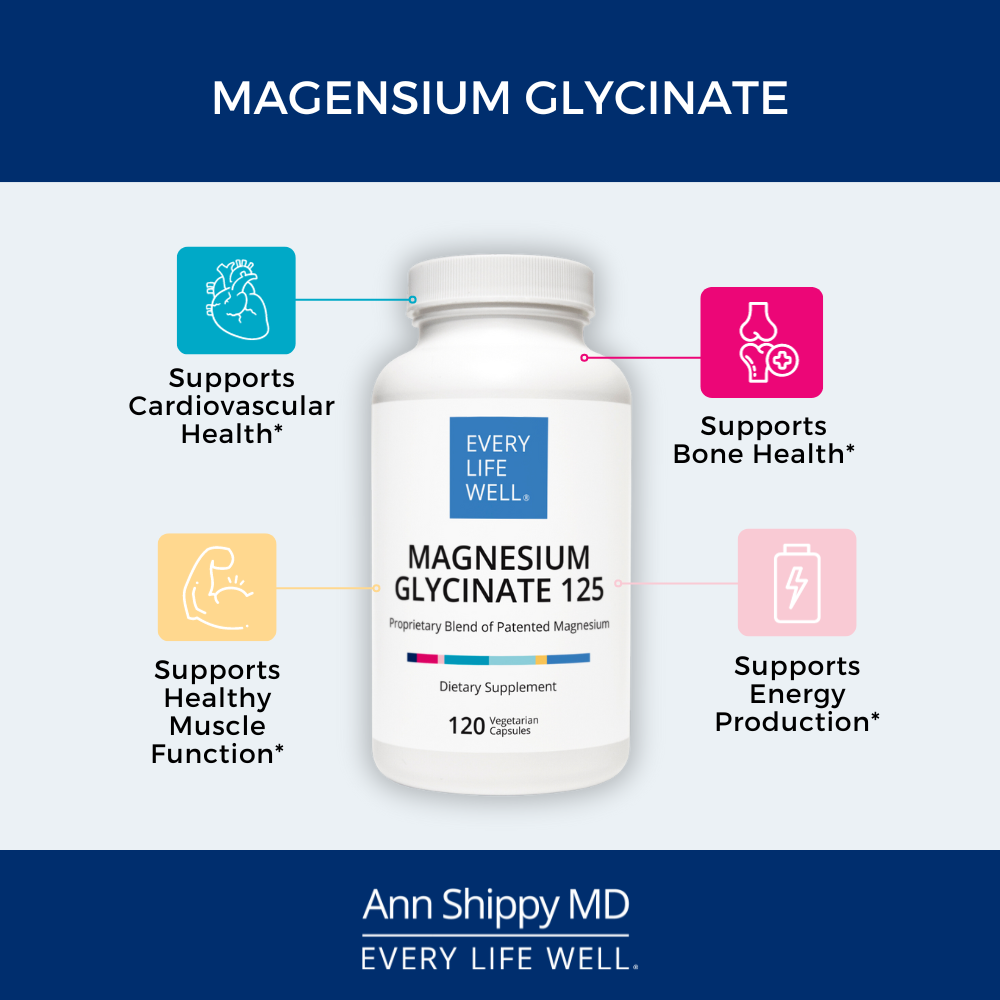 MAGENSIUM GLYCINATE
Supports
Cardiovascular
Health*
Supports
Bone Health*
EVERY
LIFE
WELL®
MAGNESIUM
GLYCINATE 125
Proprietary Blend of Patented Magnesium
Dietary Supplement
120 Vegetarian
Capsules
Supports
Healthy
Muscle
Function*
Supports
Energy
Production*
Ann Shippy MD
EVERY LIFE WELL®